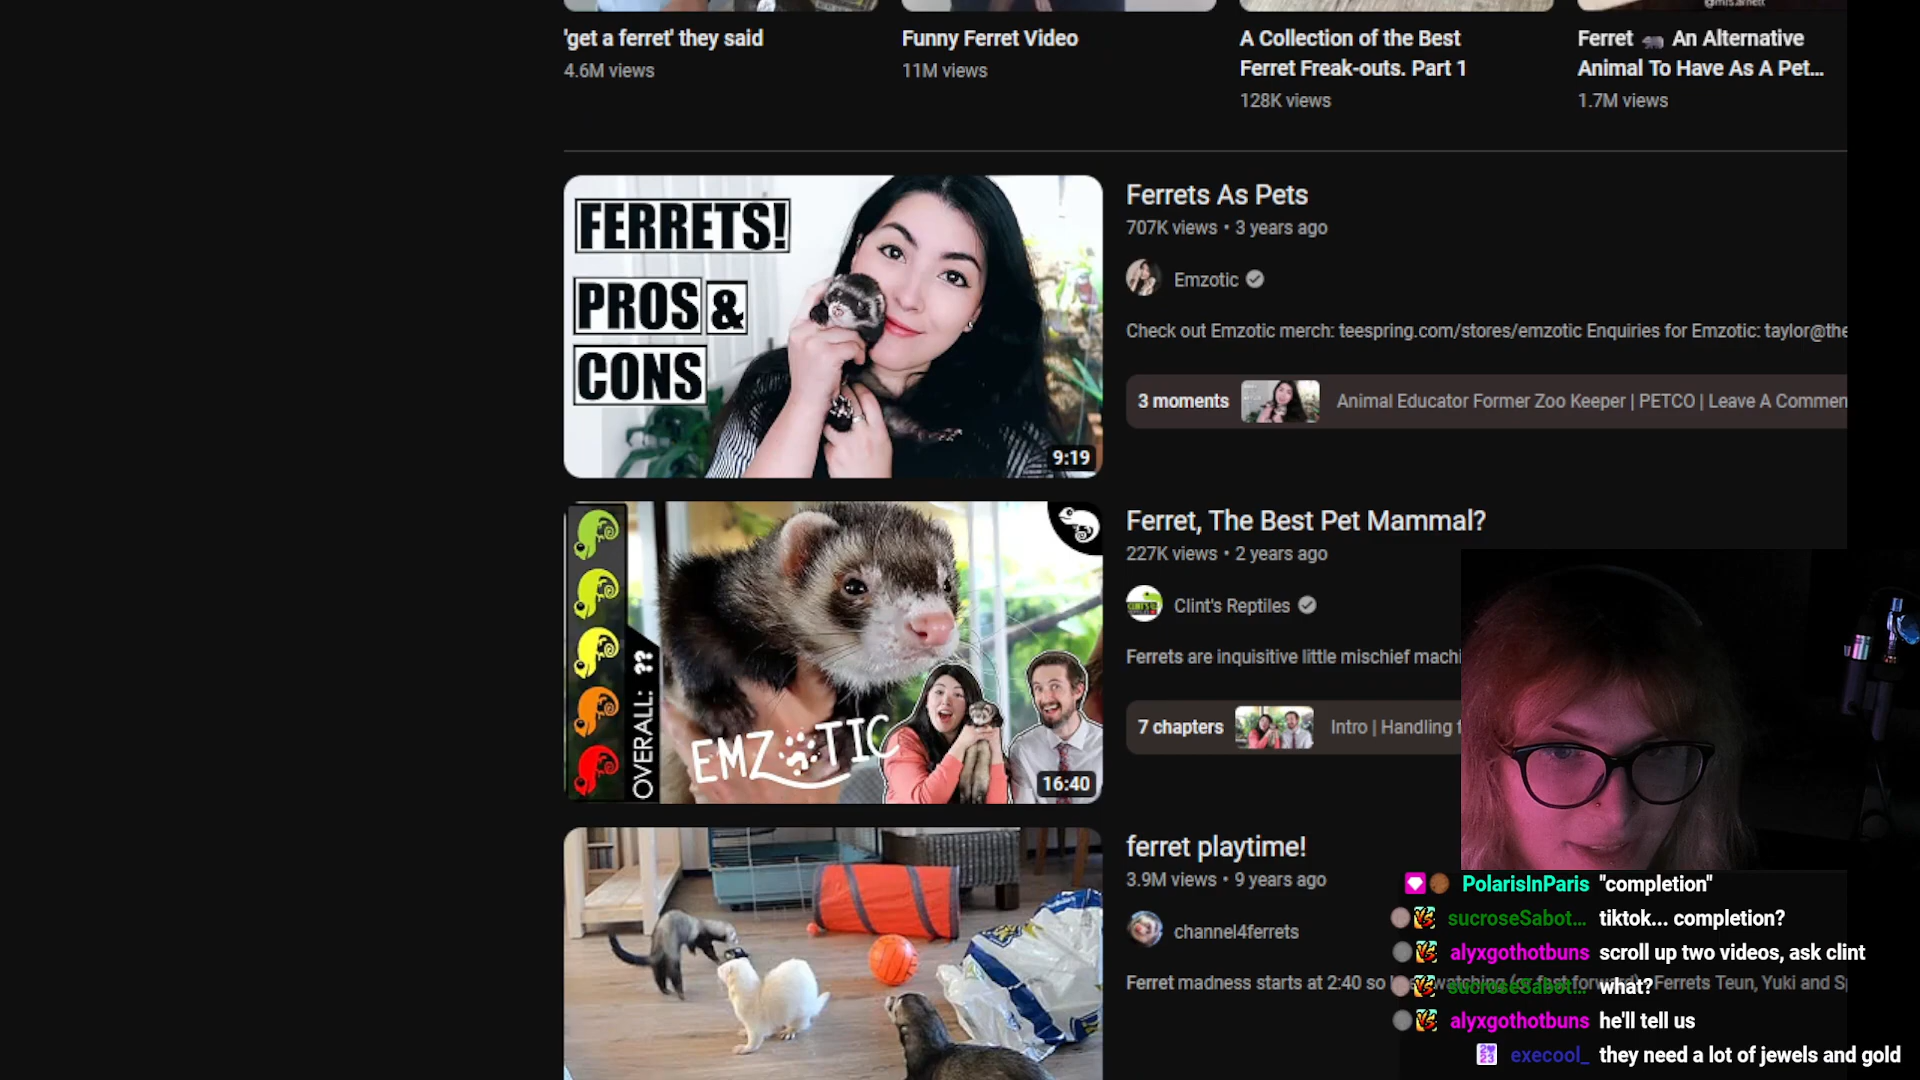 @mrs.arnett
'get a ferret' they said
4.6M views
Funny Ferret Video
11M views
A Collection of the Best
Ferret Freak-outs. Part 1
128K views
Ferret 🦡 An Alternative
Animal To Have As A Pet...
1.7M views
FERRETS!
PROS &
CONS
9:19
Ferrets As Pets
707K views • 3 years ago
Emzotic
Check out Emzotic merch: teespring.com/stores/emzotic Enquiries for Emzotic: taylor@the
3 moments
Animal Educator Former Zoo Keeper | PETCO | Leave A Commen
OVERALL: ??
EMZOTIC
16:40
Ferret, The Best Pet Mammal?
227K views • 2 years ago
Clint's Reptiles
Ferrets are inquisitive little mischief machi
7 chapters
Intro | Handling f
ferret playtime!
3.9M views • 9 years ago
channel4ferrets
Ferret madness starts at 2:40 so Ferrets Teun, Yuki and Sp
PolarisInParis "completion"
sucroseSabot... tiktok... completion?
alyxgothotbuns scroll up two videos, ask clint
sucroseSabot... what?
alyxgothotbuns he'll tell us
execool_ they need a lot of jewels and gold